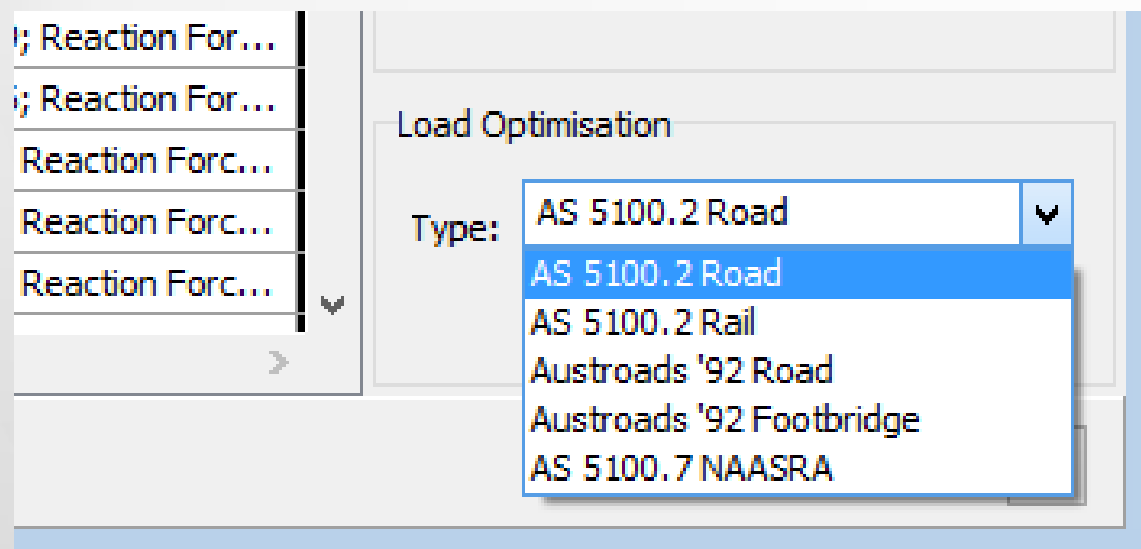 ; Reaction For...
; Reaction For...
Reaction Forc...
Reaction Forc...
Reaction Forc...
Load Optimisation
Type:
AS 5100.2 Road
AS 5100.2 Road
AS 5100.2 Rail
Austroads '92 Road
Austroads '92 Footbridge
AS 5100.7 NAASRA